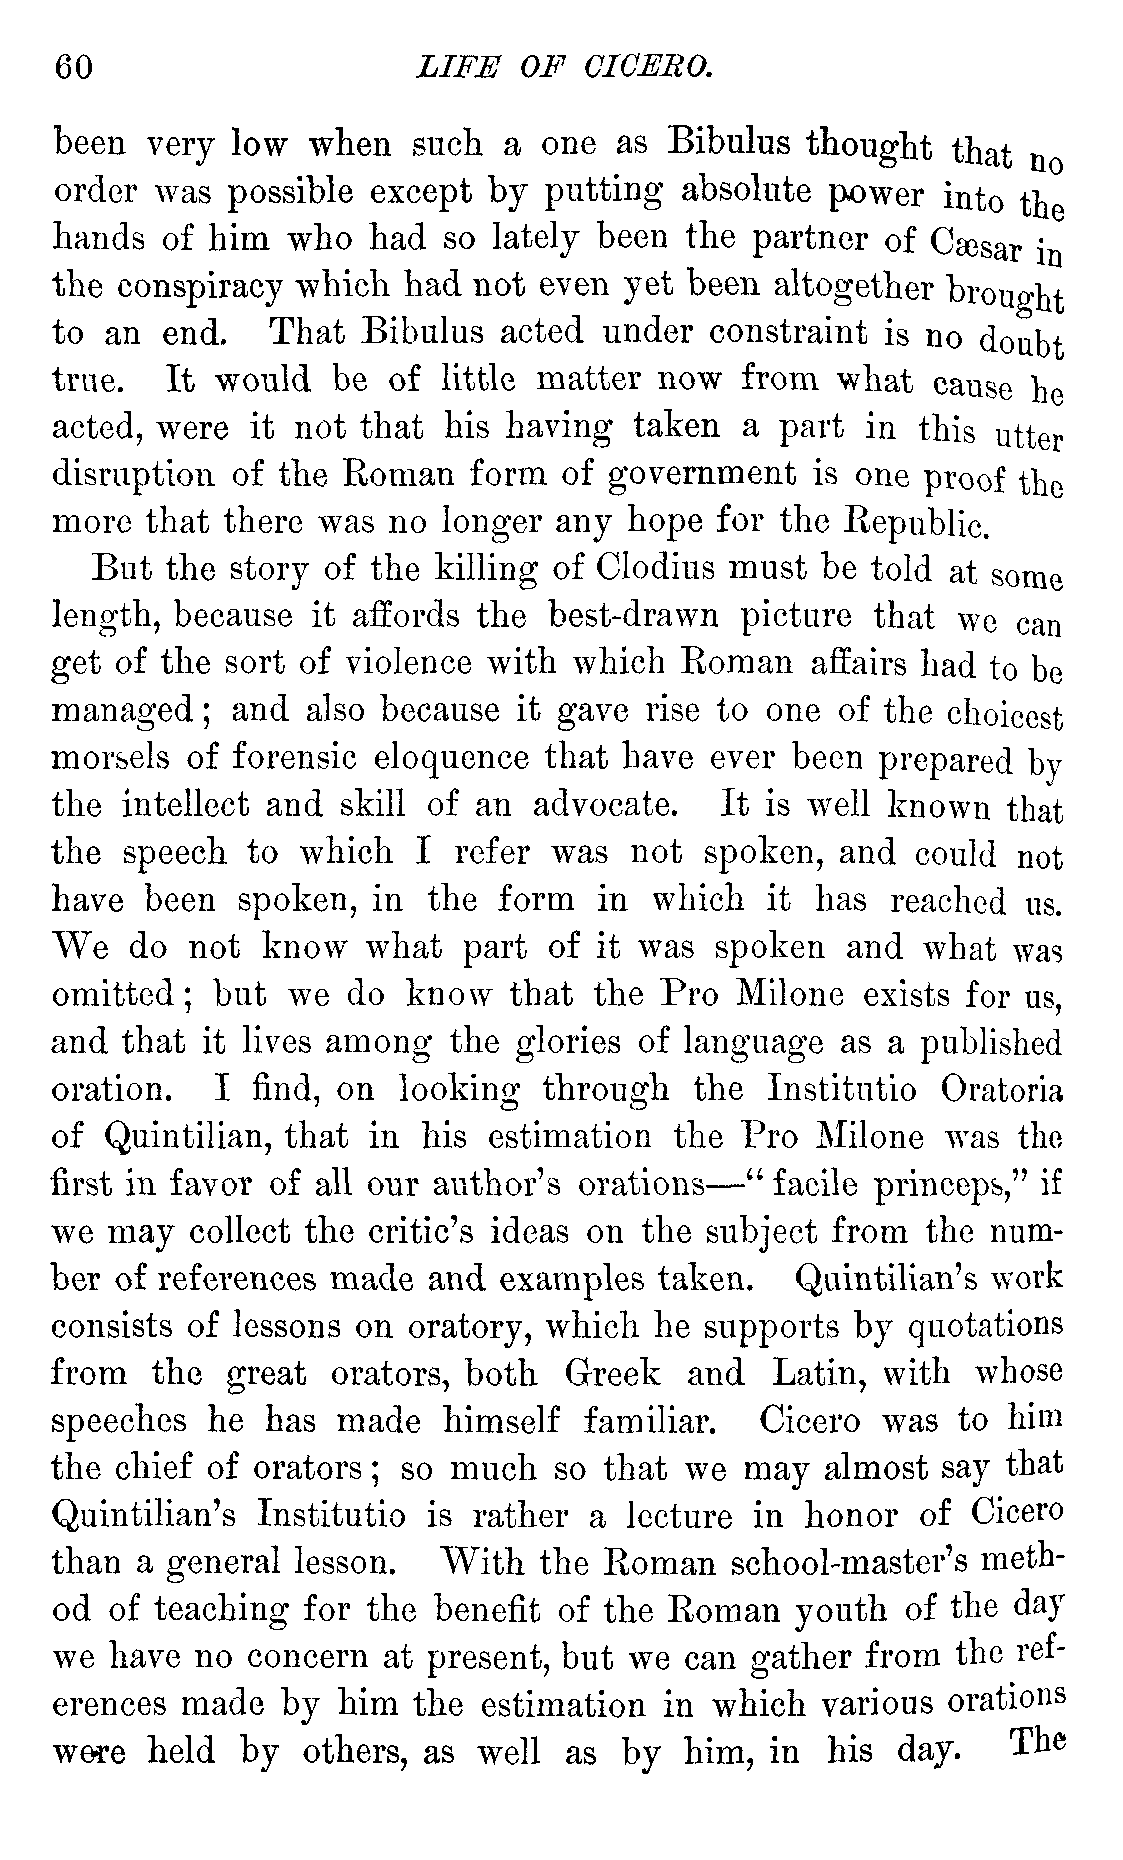 60 LIFE OF CICERO.
been very low when such a one as Bibulus thought that no
order was possible except by putting absolute power into the
hands of him who had so lately been the partner of Cæsar in
the conspiracy which had not even yet been altogether brought
to an end. That Bibulus acted under constraint is no doubt
true. It would be of little matter now from what cause he
acted, were it not that his having taken a part in this utter
disruption of the Roman form of government is one proof the
more that there was no longer any hope for the Republic.
But the story of the killing of Clodius must be told at some
length, because it affords the best-drawn picture that we can
get of the sort of violence with which Roman affairs had to be
managed; and also because it gave rise to one of the choicest
morsels of forensic eloquence that have ever been prepared by
the intellect and skill of an advocate. It is well known that
the speech to which I refer was not spoken, and could not
have been spoken, in the form in which it has reached us.
We do not know what part of it was spoken and what was
omitted; but we do know that the Pro Milone exists for us,
and that it lives among the glories of language as a published
oration. I find, on looking through the Institutio Oratoria
of Quintilian, that in his estimation the Pro Milone was the
first in favor of all our author's orations—"facile princeps," if
we may collect the critic's ideas on the subject from the num-
ber of references made and examples taken. Quintilian's work
consists of lessons on oratory, which he supports by quotations
from the great orators, both Greek and Latin, with whose
speeches he has made himself familiar. Cicero was to him
the chief of orators; so much so that we may almost say that
Quintilian's Institutio is rather a lecture in honor of Cicero
than a general lesson. With the Roman school-master's meth-
od of teaching for the benefit of the Roman youth of the day
we have no concern at present, but we can gather from the ref-
erences made by him the estimation in which various orations
were held by others, as well as by him, in his day. The